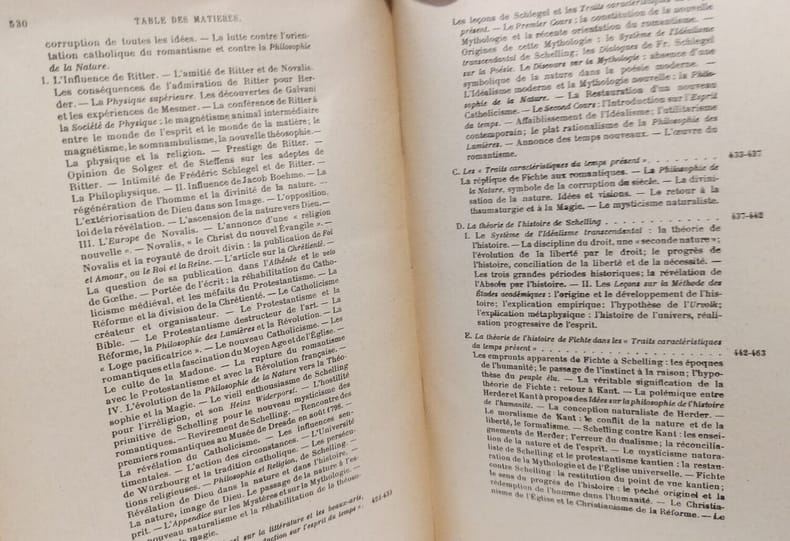 530 TABLE DES MATIÈRES.
corruption de toutes les idées. — La lutte contre l'orien-
tation catholique du romantisme et contre la Philosophie
de la Nature.
I. L'Influence de Ritter. — L'amitié de Ritter et de Novalis.
Les conséquences de l'admiration de Ritter pour Her-
der. — La Physique supérieure. Les découvertes de Galvani
et les expériences de Mesmer. — La conférence de Ritter à
la Société de Physique; le magnétisme animal intermédiaire
entre le monde de l'esprit et le monde de la matière; le
magnétisme, le somnambulisme, la nouvelle théosophie. —
La physique et la religion. — Prestige de Ritter. —
Opinion de Solger et de Steffens sur les adeptes de
Ritter. — Intimité de Frédéric Schlegel et de Ritter. —
La Philophysique. — II. Influence de Jacob Boehme. — La
régénération de l'homme et la divinité de la nature. —
L'extériorisation de Dieu dans son Image. — L'opposition,
loi de la révélation. — L'ascension de la nature vers Dieu. —
III. L'Europe de Novalis. — L'annonce d'une « religion
nouvelle ». — Novalis, « le Christ du nouvel Évangile ». —
Novalis et la royauté de droit divin : la publication de Foi
et Amour, ou le Roi et la Reine. — L'article sur la Chrétienté. —
La question de sa publication dans l'Athénée et le veto
de Gœthe. — Portée de l'écrit : la réhabilitation du Catho-
licisme médiéval, et les méfaits du Protestantisme. — La
Réforme et la division de la Chrétienté. — Le Catholicisme
créateur et organisateur. — Le Protestantisme et la
Bible. — Le Protestantisme destructeur de l'art. — La
Réforme, la Philosophie des Lumières et la Révolution. — La
« Loge pacificatrice ». — Le nouveau Catholicisme. — Les
romantiques et la fascination du Moyen Age et de l'Église. —
Le culte de la Madone. — La rupture du romantisme
avec le Protestantisme et avec la Révolution française. —
IV. L'évolution de la Philosophie de la Nature vers la Théo-
sophie et la Magie. — Le vieil enthousiasme de Schelling
pour l'irréligion, et son Heinz Widerporst. — L'hostilité
primitive de Schelling pour le nouveau mysticisme des
romantiques. — Revirement de Schelling. — Rencontre des
premiers romantiques au Musée de Dresde en août 1798. —
La révélation du Catholicisme. — Les influences sen-
timentales. — L'action des circonstances. — L'Université
de Würzbourg et la tradition catholique. — Les persécu-
tions religieuses. — Philosophie et Religion, de Schelling. —
Révélation de Dieu dans la nature et dans l'histoire. —
La nature, image de Dieu. Le passage de la nature à l'es-
prit. — L'Appendice sur les Mystères et sur la Mythologie. —
nouveau naturalisme et la réhabilitation de la théoso-
magie.
sur la littérature et les beaux-arts,
duction sur l'esprit du temps ».
Les leçons de Schlegel et les Traits caractéristiques du temps
présent. — Le Premier Cours : la constitution de la nouvelle
Mythologie et la récente orientation du romantisme. —
Origines de cette Mythologie : le Système de l'Idéalisme
transcendantal de Schelling; les Dialogues de Fr. Schlegel
sur la Poésie. Le Discours sur la Mythologie : absence d'une
symbolique de la nature dans la poésie moderne. —
L'Idéalisme moderne et la Mythologie nouvelle : la Philo-
sophie de la Nature. — La Restauration d'un nouveau
Catholicisme. — Le Second Cours : l'Introduction sur l'Esprit
du temps. — Affaiblissement de l'Idéalisme; l'utilitarisme
contemporain; le plat rationalisme de la Philosophie des
Lumières. — Annonce des temps nouveaux. — L'œuvre du
romantisme.
C. Les « Traits caractéristiques du temps présent ». . . . . . . . 433-437
La réplique de Fichte aux romantiques. — La Philosophie de
la Nature, symbole de la corruption du siècle. — La divini-
sation de la nature. Idées et visions. — Le retour à la
thaumaturgie et à la Magie. — Le mysticisme naturaliste.
D. La théorie de l'histoire de Schelling . . . . . . . . . . . . 437-442
I. Le Système de l'Idéalisme transcendantal : la théorie de
l'histoire. — La discipline du droit, une « seconde nature »;
l'évolution de la liberté par le droit; le progrès de
l'histoire, conciliation de la liberté et de la nécessité. —
Les trois grandes périodes historiques; la révélation de
l'Absolu par l'histoire. — II. Les Leçons sur la Méthode des
Études académiques : l'origine et le développement de l'his-
toire; l'explication empirique : l'hypothèse de l'Urvolk;
l'explication métaphysique : l'histoire de l'univers, réali-
sation progressive de l'esprit.
E. La théorie de l'histoire de Fichte dans les « Traits caractéristiques
du temps présent » . . . . . . . . . . . . . . . . . . . 442-463
Les emprunts apparents de Fichte à Schelling : les époques
de l'humanité; le passage de l'instinct à la raison; l'hypo-
thèse du peuple élu. — La véritable signification de la
théorie de Fichte : retour à Kant. — La polémique entre
Herder et Kant à propos des Idées sur la philosophie de l'histoire
de l'humanité. — La conception naturaliste de Herder. —
Le moralisme de Kant : le conflit de la nature et de la
liberté, le formalisme. — Schelling contre Kant : les ensei-
gnements de Herder; l'erreur du dualisme; la réconcilia-
tion de la nature et de l'esprit. — Le mysticisme natura-
liste de Schelling et le protestantisme kantien : la restau-
ration de la Mythologie et de l'Église universelle. — Fichte
contre Schelling : la restitution du point de vue kantien;
le sens du progrès de l'histoire : le péché originel et la
rédemption de l'homme dans l'humanité. — Le Christia-
nisme de l'Église et le Christianisme de la Réforme. — Le